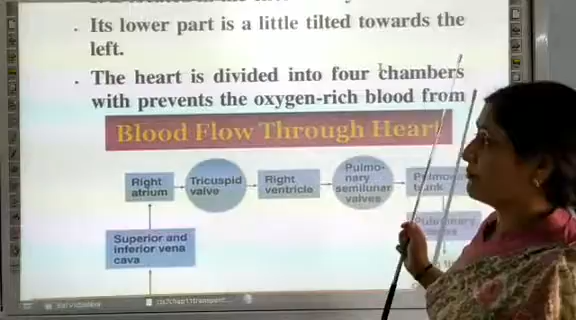 . Its lower part is a little tilted towards the
left.
. The heart is divided into four chambers
with prevents the oxygen-rich blood from
Blood Flow Through Heart
Right
atrium
Tricuspid
valve
Right
ventricle
Pulmo-
nary
semilunar
valves
trunk
Superior and
inferior vena
cava